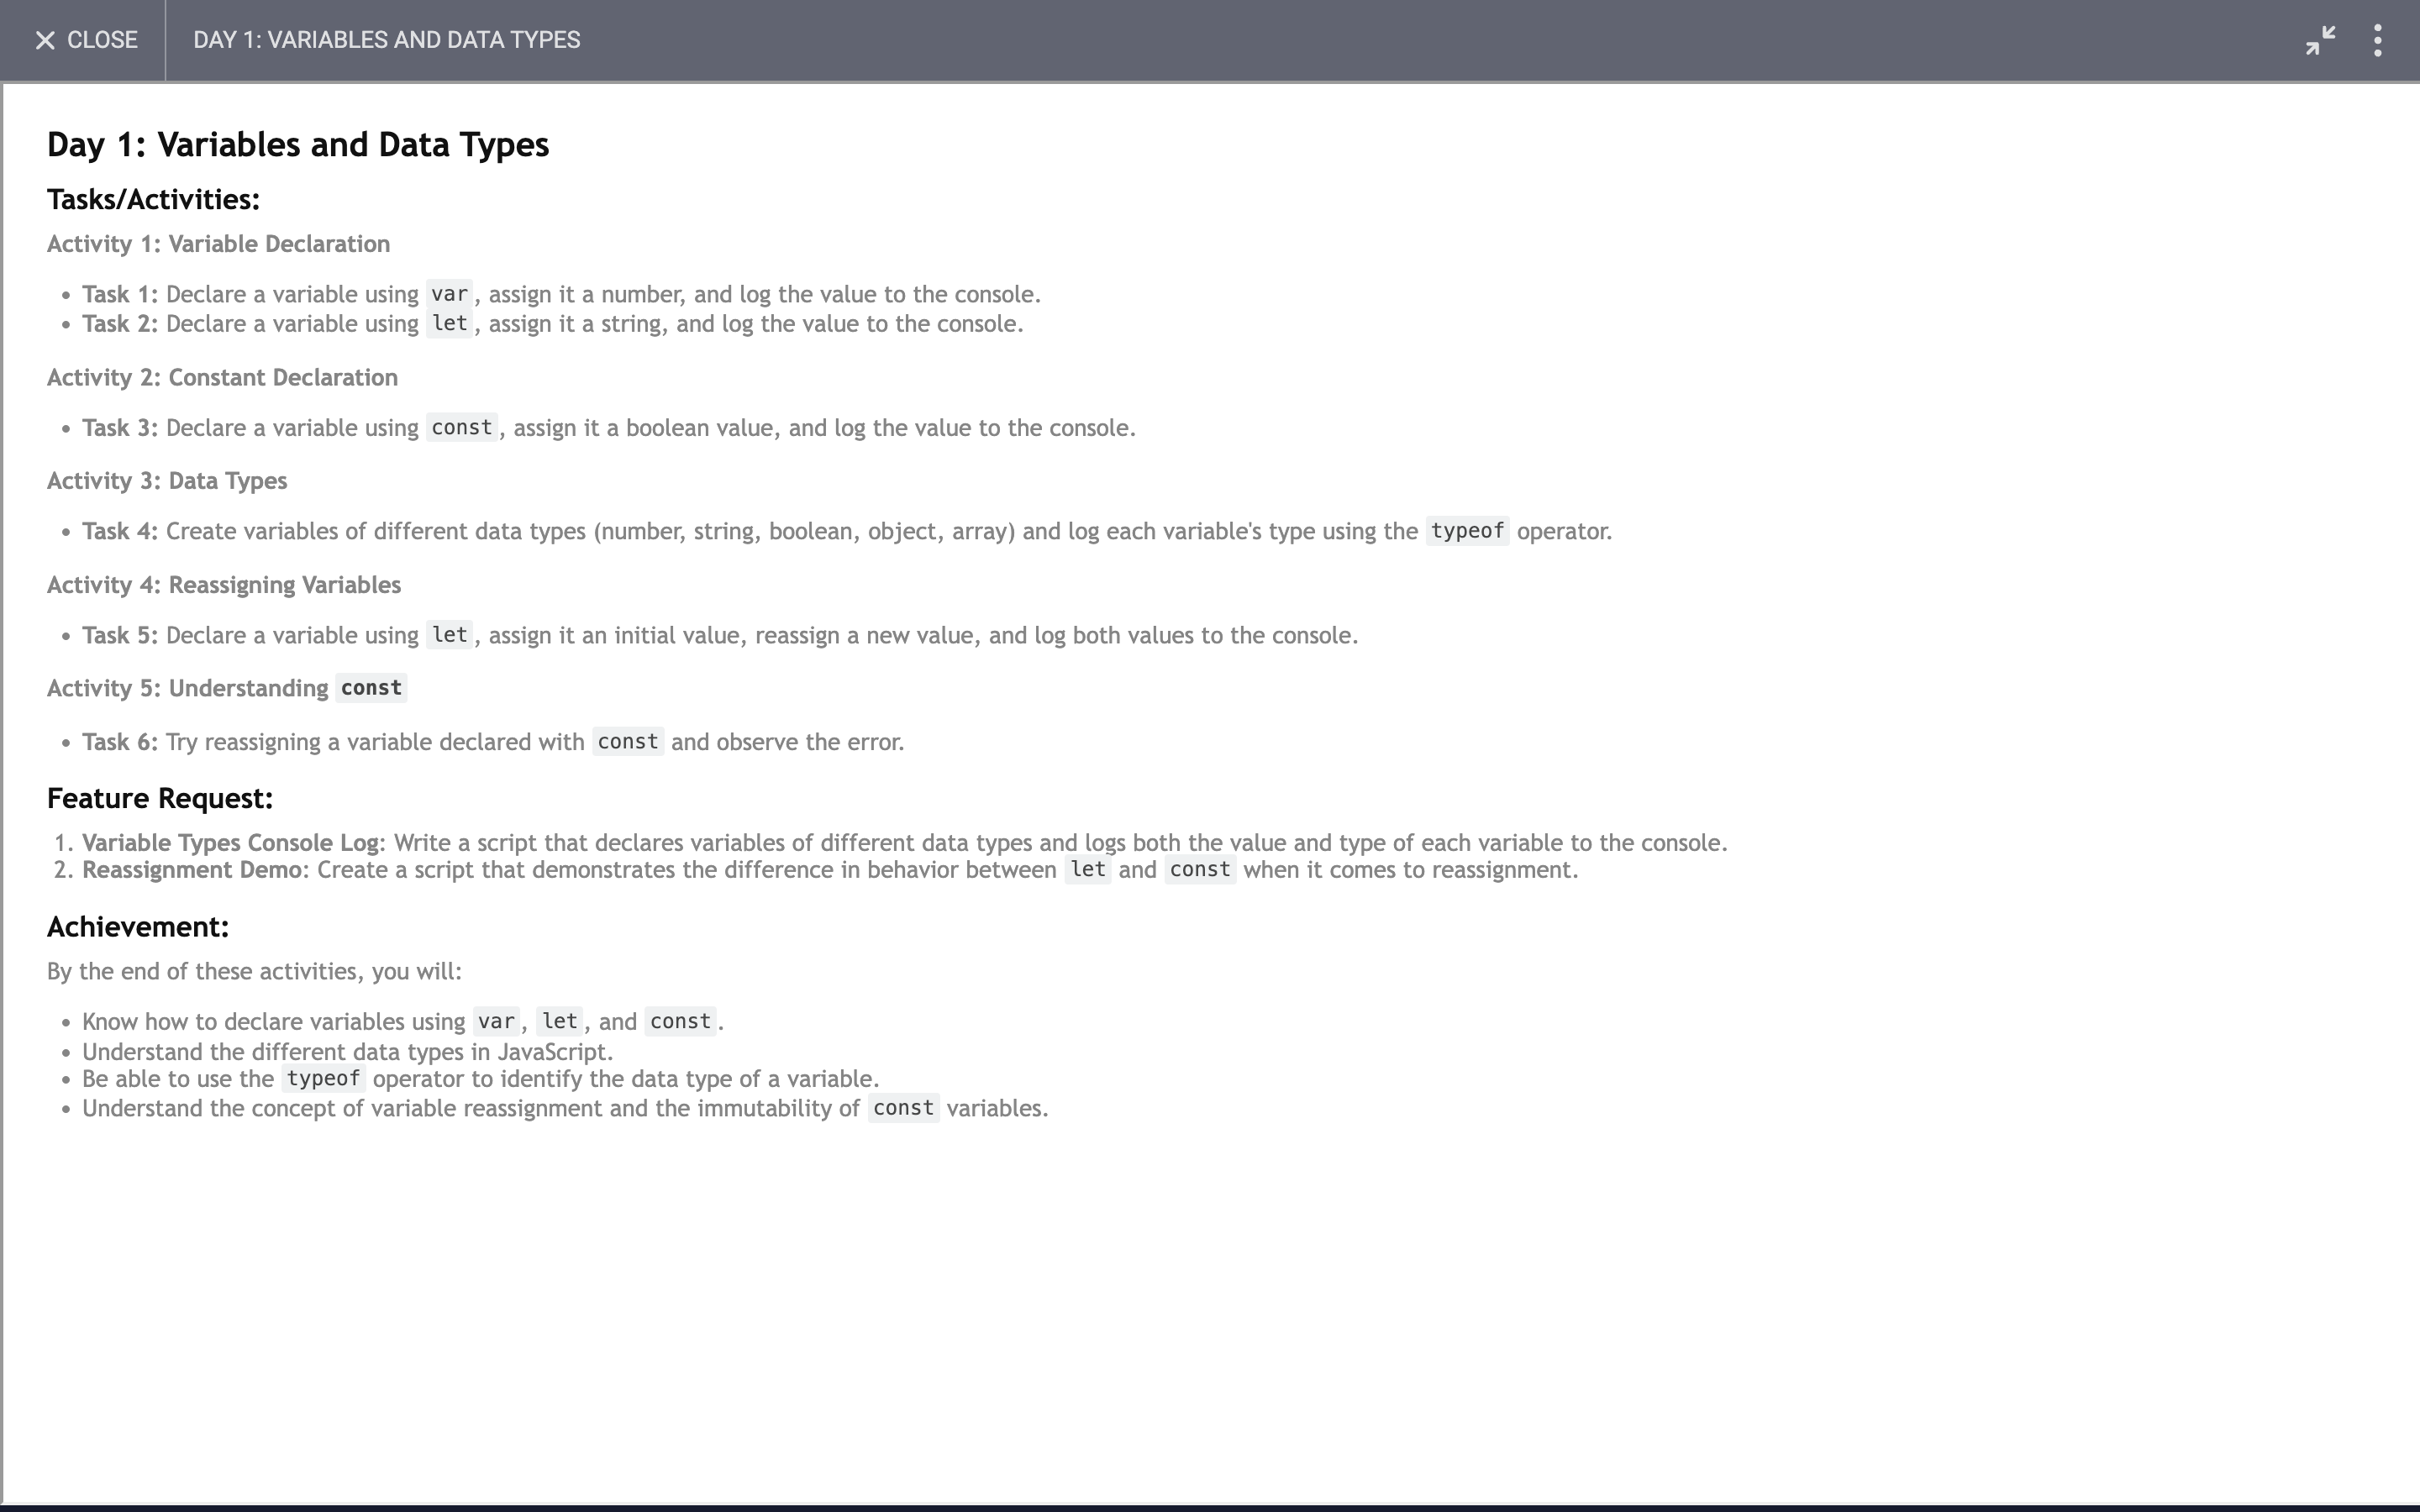 CLOSE
DAY 1: VARIABLES AND DATA TYPES
Day 1: Variables and Data Types
Tasks/Activities:
Activity 1: Variable Declaration
• Task 1: Declare a variable using var, assign it a number, and log the value to the console.
• Task 2: Declare a variable using let, assign it a string, and log the value to the console.
Activity 2: Constant Declaration
• Task 3: Declare a variable using const, assign it a boolean value, and log the value to the console.
Activity 3: Data Types
• Task 4: Create variables of different data types (number, string, boolean, object, array) and log each variable's type using the typeof operator.
Activity 4: Reassigning Variables
• Task 5: Declare a variable using let, assign it an initial value, reassign a new value, and log both values to the console.
Activity 5: Understanding const
• Task 6: Try reassigning a variable declared with const and observe the error.
Feature Request:
1. Variable Types Console Log: Write a script that declares variables of different data types and logs both the value and type of each variable to the console.
2. Reassignment Demo: Create a script that demonstrates the difference in behavior between let and const when it comes to reassignment.
Achievement:
By the end of these activities, you will:
• Know how to declare variables using var, let, and const.
• Understand the different data types in JavaScript.
• Be able to use the typeof operator to identify the data type of a variable.
• Understand the concept of variable reassignment and the immutability of const variables.